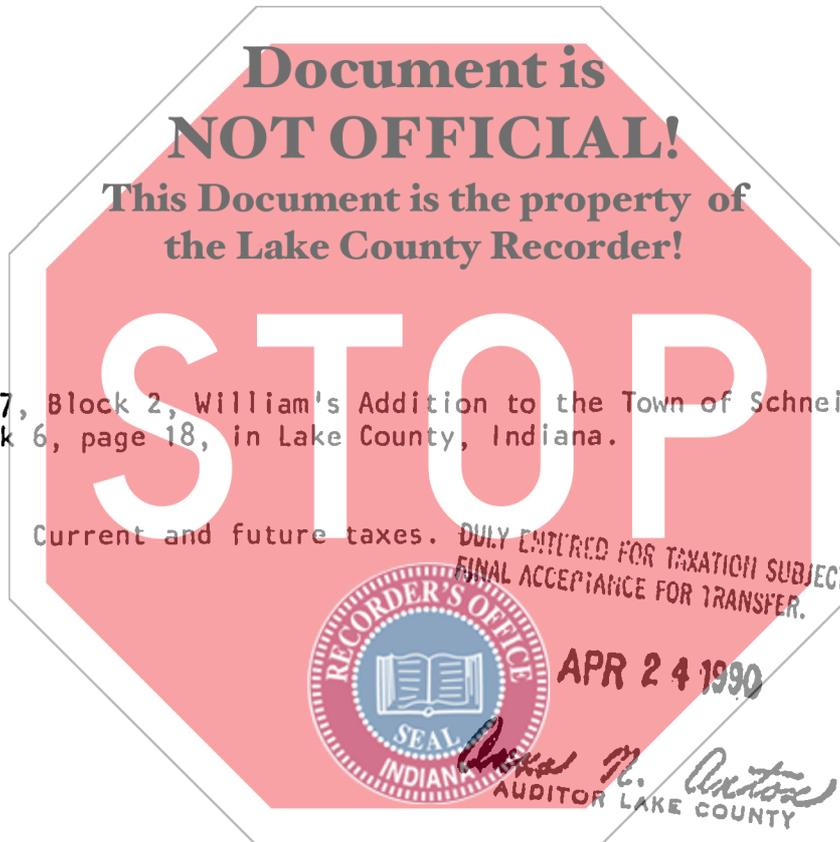 Document is
NOT OFFICIAL!
This Document is the property of
the Lake County Recorder!
STOP
7, Block 2, William's Addition to the Town of Schnei
k 6, page 18, in Lake County, Indiana.
Current and future taxes.
DULY ENTERED FOR TAXATION SUBJEC
FINAL ACCEPTANCE FOR TRANSFER.
RECORDER'S OFFICE
SEAL
INDIANA
APR 24 1990
Anna N. Anton
AUDITOR LAKE COUNTY